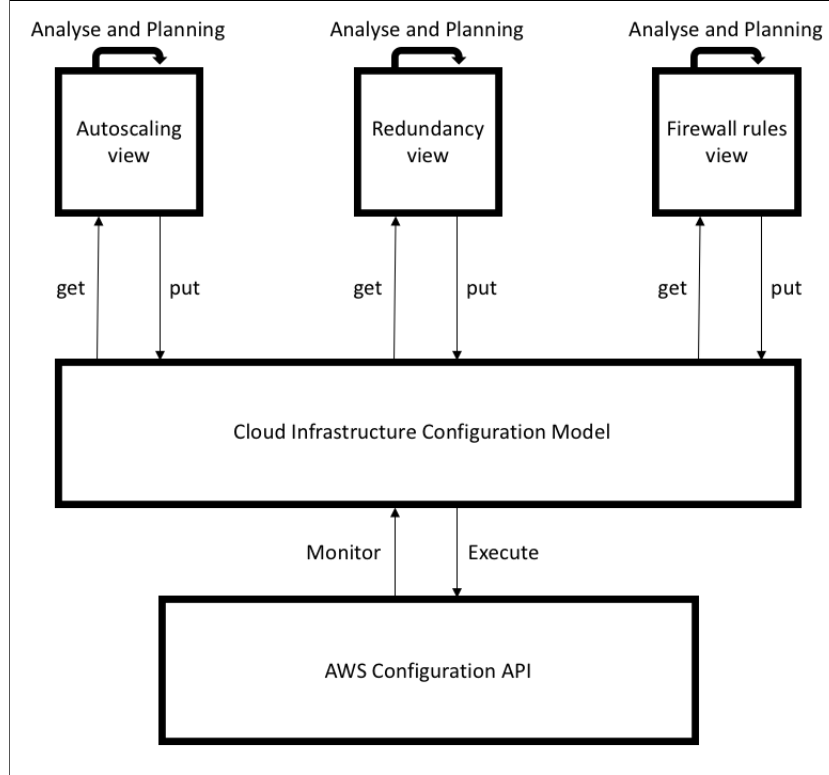 Analyse and Planning
Analyse and Planning
Analyse and Planning
Autoscaling
view
Redundancy
view
Firewall rules
view
get
put
get
put
get
put
Cloud Infrastructure Configuration Model
Monitor
Execute
AWS Configuration API